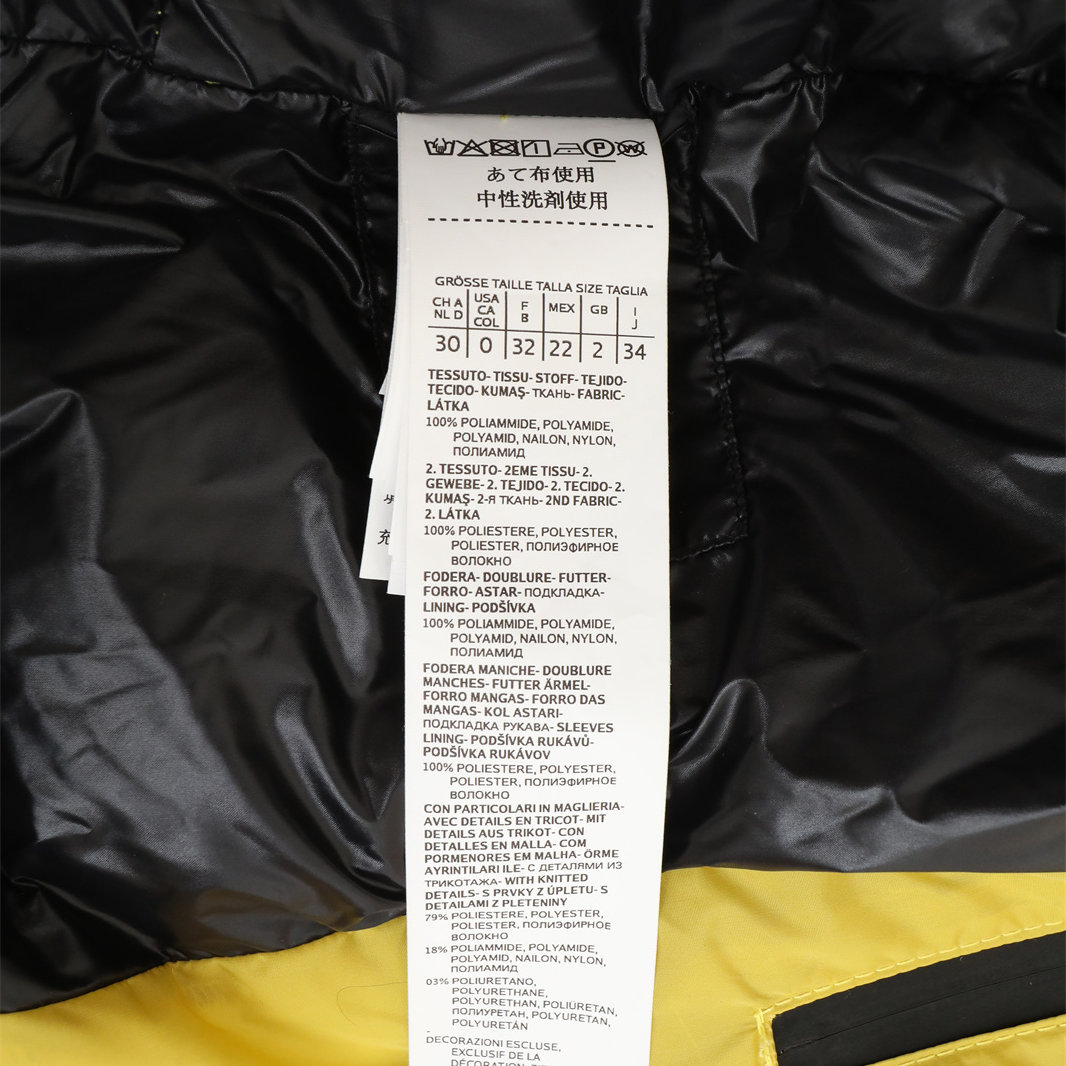 P W
あて布使用
中性洗剤使用
GRÖSSE TAILLE TALLA SIZE TAGLIA
CH A NL D USA CA COL F B MEX GB I J
30 0 32 22 2 34
TESSUTO- TISSU- STOFF- TEJIDO-
TECIDO- KUMAŞ- ТКАНЬ- FABRIC-
LÁTKA
100% POLIAMMIDE, POLYAMIDE,
POLYAMID, NAILON, NYLON,
ПОЛИАМИД
2. TESSUTO- 2EME TISSU- 2.
GEWEBE- 2. TEJIDO- 2. TECIDO- 2.
KUMAŞ- 2-Я ТКАНЬ- 2ND FABRIC-
2. LÁTKA
100% POLIESTERE, POLYESTER,
POLIESTER, ПОЛИЭФИРНОЕ
ВОЛОКНО
FODERA- DOUBLURE- FUTTER-
FORRO- ASTAR- ПОДКЛАДКА-
LINING- PODŠÍVKA
100% POLIAMMIDE, POLYAMIDE,
POLYAMID, NAILON, NYLON,
ПОЛИАМИД
FODERA MANICHE- DOUBLURE
MANCHES- FUTTER ÄRMEL-
FORRO MANGAS- FORRO DAS
MANGAS- KOL ASTARI-
ПОДКЛАДКА РУКАВА- SLEEVES
LINING- PODŠÍVKA RUKÁVŮ-
PODŠÍVKA RUKÁVOV
100% POLIESTERE, POLYESTER,
POLIESTER, ПОЛИЭФИРНОЕ
ВОЛОКНО
CON PARTICOLARI IN MAGLIERIA-
AVEC DETAILS EN TRICOT- MIT
DETAILS AUS TRIKOT- CON
DETALLES EN MALLA- COM
PORMENORES EM MALHA- ÖRME
AYRINTILARI ILE- С ДЕТАЛЯМИ ИЗ
ТРИКОТАЖА- WITH KNITTED
DETAILS- S PRVKY Z ÚPLETU- S
DETAILAMI Z PLETENINY
79% POLIESTERE, POLYESTER,
POLIESTER, ПОЛИЭФИРНОЕ
ВОЛОКНО
18% POLIAMMIDE, POLYAMIDE,
POLYAMID, NAILON, NYLON,
ПОЛИАМИД
03% POLIURETANO,
POLYURETHANE,
POLYURETHAN, POLIÜRETAN,
ПОЛИУРЕТАН, POLYURETAN,
POLYURETÁN
DECORAZIONI ESCLUSE,
EXCLUSIF DE LA
DÉCORATION,
充